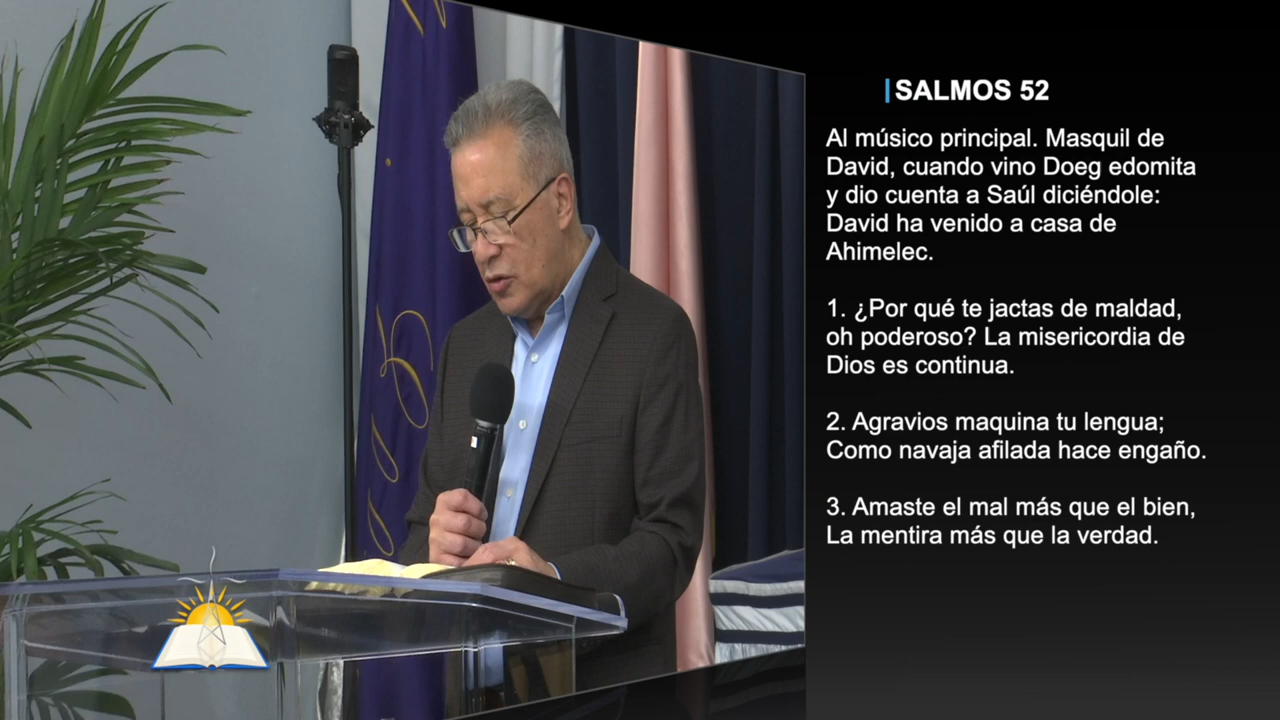 SALMOS 52
Al músico principal. Masquil de
David, cuando vino Doeg edomita
y dio cuenta a Saúl diciéndole:
David ha venido a casa de
Ahimelec.
1. ¿Por qué te jactas de maldad,
oh poderoso? La misericordia de
Dios es continua.
2. Agravios maquina tu lengua;
Como navaja afilada hace engaño.
3. Amaste el mal más que el bien,
La mentira más que la verdad.